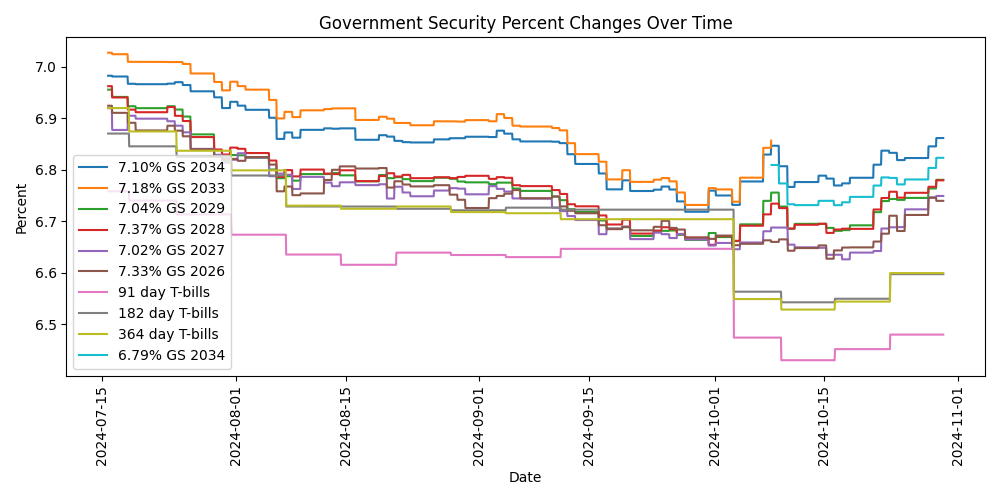 Government Security Percent Changes Over Time
Percent
7.0
6.9
6.8
6.7
6.6
6.5
7.10% GS 2034
7.18% GS 2033
7.04% GS 2029
7.37% GS 2028
7.02% GS 2027
7.33% GS 2026
91 day T-bills
182 day T-bills
364 day T-bills
6.79% GS 2034
2024-07-15
2024-08-01
2024-08-15
2024-09-01
2024-09-15
2024-10-01
2024-10-15
2024-11-01
Date